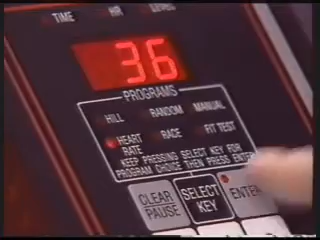 TIME HR LEVEL
36
PROGRAMS
HILL RANDOM MANUAL
HEART RATE RACE FIT TEST
KEEP PRESSING SELECT KEY FOR
PROGRAM CHOICE THEN PRESS ENTER
CLEAR PAUSE
SELECT KEY
ENTER